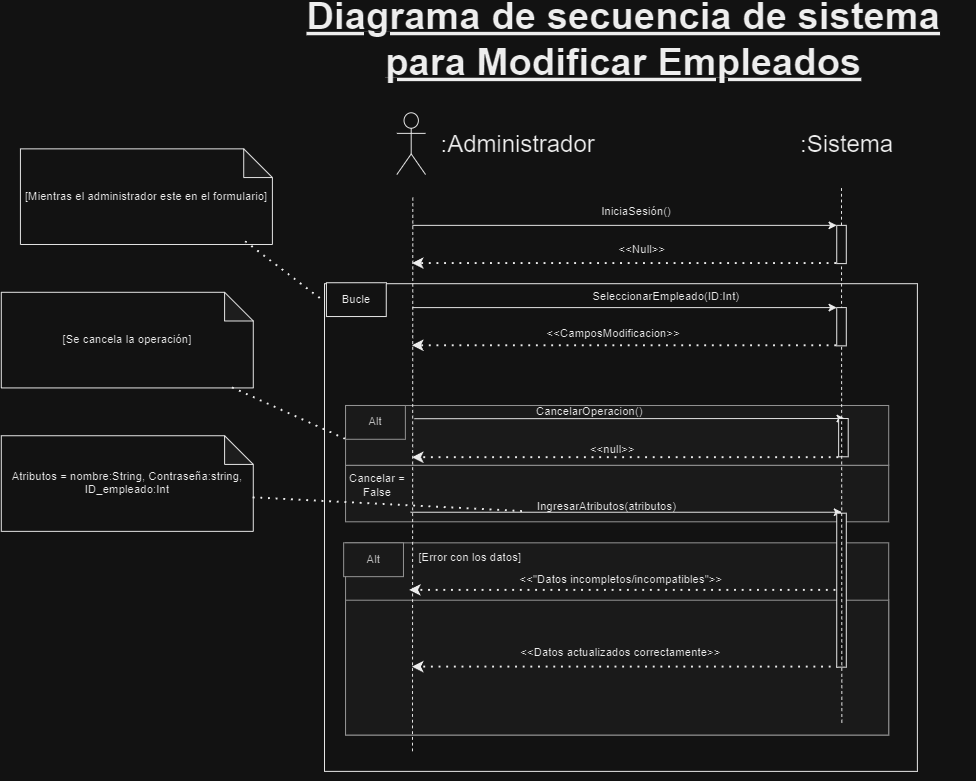 Diagrama de secuencia de sistema
para Modificar Empleados
:Administrador
:Sistema
[Mientras el administrador este en el formulario]
IniciaSesión()
<<Null>>
Bucle
SeleccionarEmpleado(ID:Int)
<<CamposModificacion>>
[Se cancela la operación]
Alt
CancelarOperacion()
<<null>>
Cancelar =
False
Atributos = nombre:String, Contraseña:string,
ID_empleado:Int
IngresarAtributos(atributos)
Alt
[Error con los datos]
<<"Datos incompletos/incompatibles">>
<<Datos actualizados correctamente>>